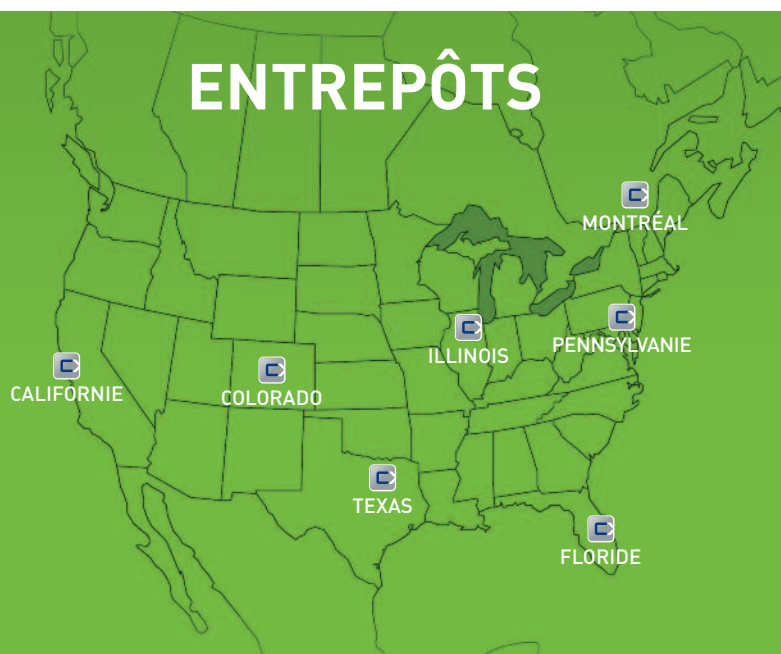 ENTREPÔTS
MONTRÉAL
PENNSYLVANIE
ILLINOIS
CALIFORNIE
COLORADO
TEXAS
FLORIDE